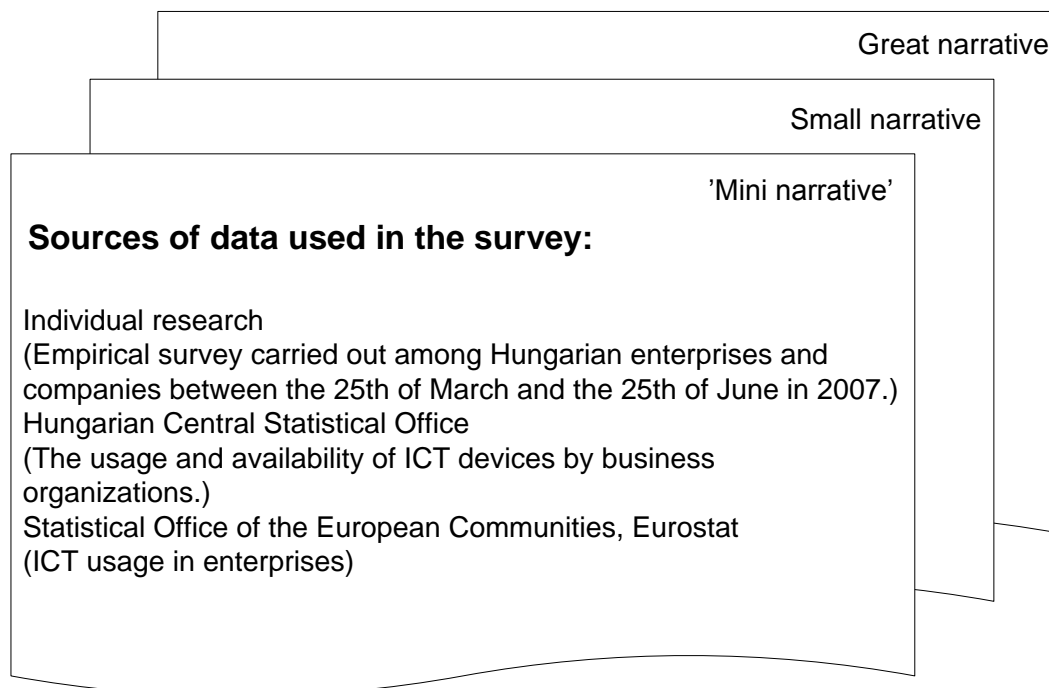 Great narrative
Small narrative
’Mini narrative’
Sources of data used in the survey:
Individual research
(Empirical survey carried out among Hungarian enterprises and
companies between the 25th of March and the 25th of June in 2007.)
Hungarian Central Statistical Office
(The usage and availability of ICT devices by business
organizations.)
Statistical Office of the European Communities, Eurostat
(ICT usage in enterprises)